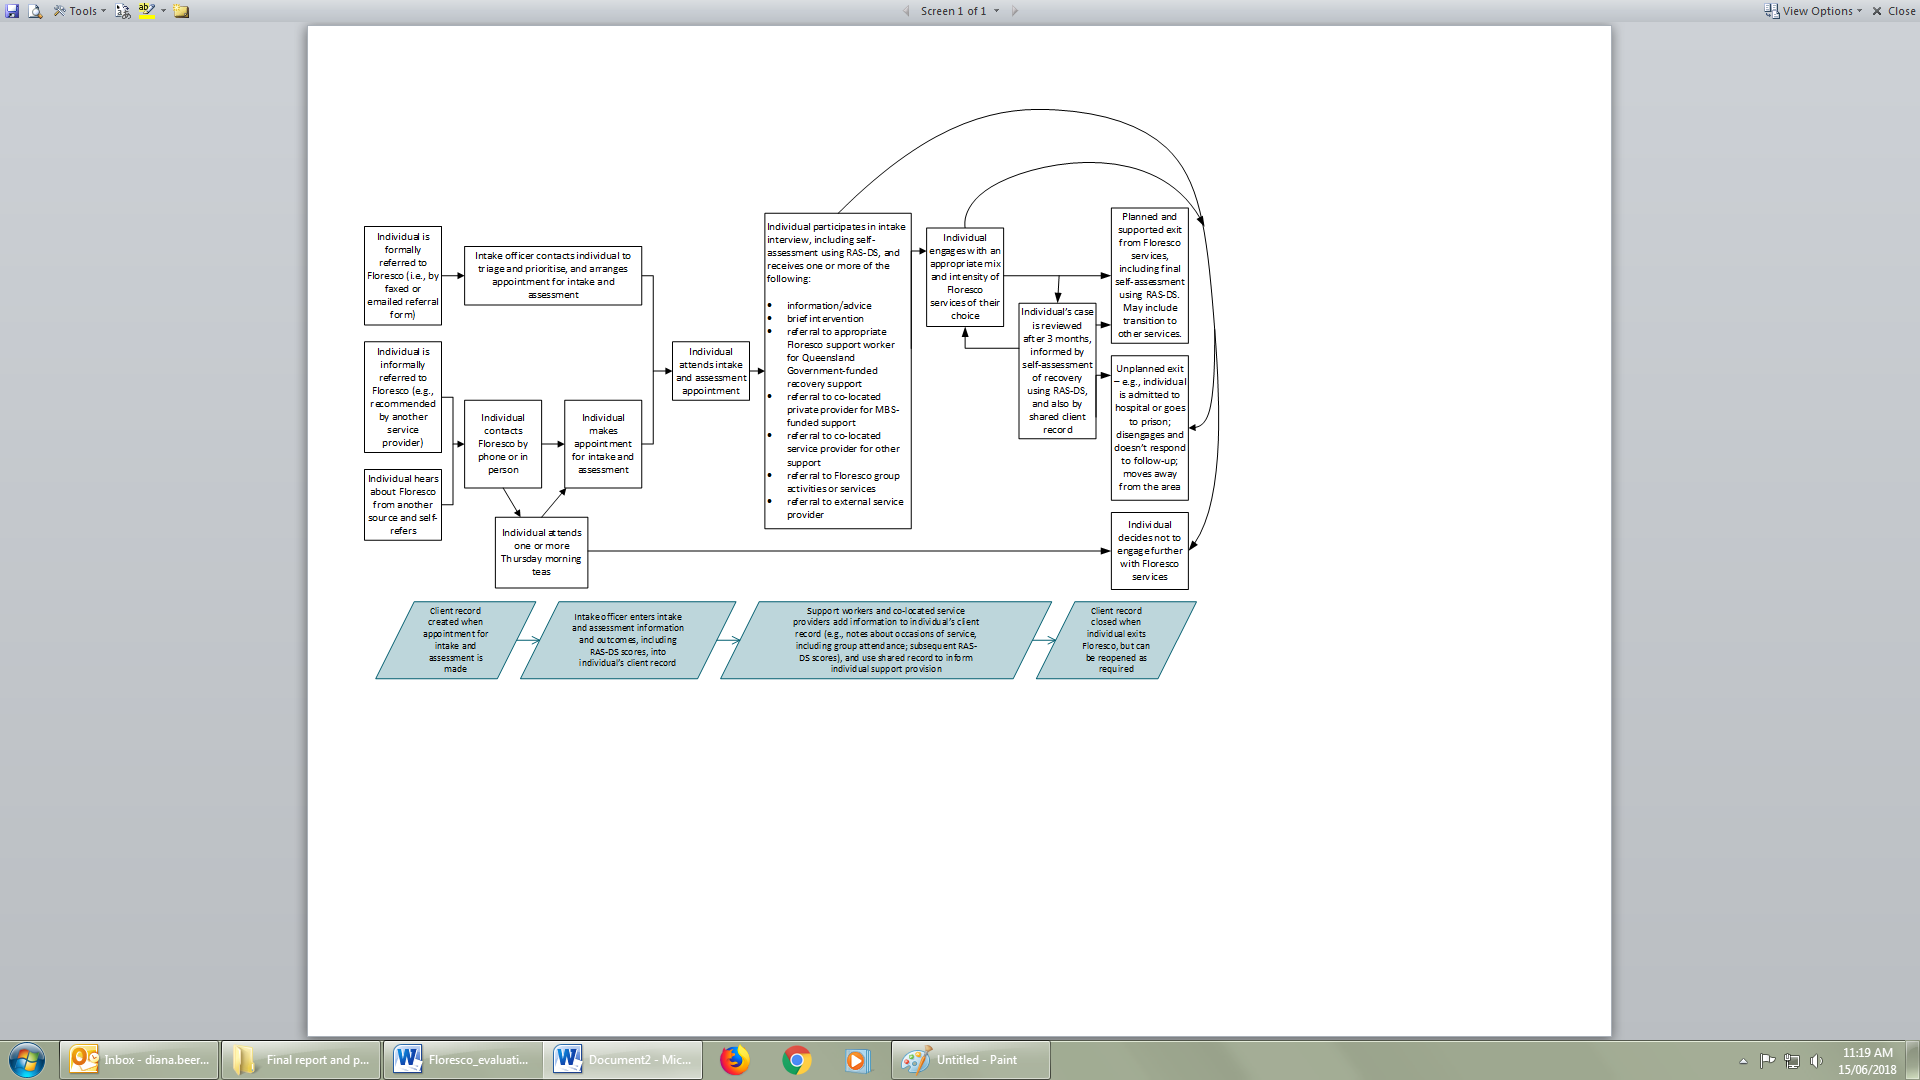 Tools
Screen 1 of 1
View Options
Close
Individual is
formally
referred to
Floresco (i.e., by
faxed or
emailed referral
form)
Intake officer contacts individual to
triage and prioritise, and arranges
appointment for intake and
assessment
Individual is
informally
referred to
Floresco (e.g.,
recommended
by another
service
provider)
Individual hears
about Floresco
from another
source and self-
refers
Individual
contacts
Floresco by
phone or in
person
Individual
makes
appointment
for intake and
assessment
Individual attends
one or more
Thursday morning
teas
Individual
attends intake
and assessment
appointment
Individual participates in intake
interview, including self-
assessment using RAS-DS, and
receives one or more of the
following:
• information/advice
• brief intervention
• referral to appropriate
Floresco support worker
for Queensland
Government-funded
recovery support
• referral to co-located
private provider for MBS-
funded support
• referral to co-located
service provider for other
support
• referral to Floresco group
activities or services
• referral to external service
provider
Individual
engages with an
appropriate mix
and intensity of
Floresco
services of their
choice
Individual's case
is reviewed
after 3 months,
informed by
self-assessment
of recovery
using RAS-DS,
and also by
shared client
record
Planned and
supported exit
from Floresco
services,
including final
self-assessment
using RAS-DS.
May include
transition to
other services.
Unplanned exit
– e.g., individual
is admitted to
hospital or goes
to prison;
disengages and
doesn't respond
to follow-up;
moves away
from the area
Individual
decides not to
engage further
with Floresco
services
Client record
created when
appointment for
intake and
assessment is
made
Intake officer enters intake
and assessment information
and outcomes, including
RAS-DS scores, into
individual's client record
Support workers and co-located service
providers add information to individual's client
record (e.g., notes about occasions of service,
including group attendance; subsequent RAS-
DS scores), and use shared record to inform
individual support provision
Client record
closed when
individual exits
Floresco, but can
be reopened as
required
Inbox - diana.beer...
Final report and p...
Floresco_evaluati...
Document2 - Mic...
Untitled - Paint
11:19 AM
15/06/2018